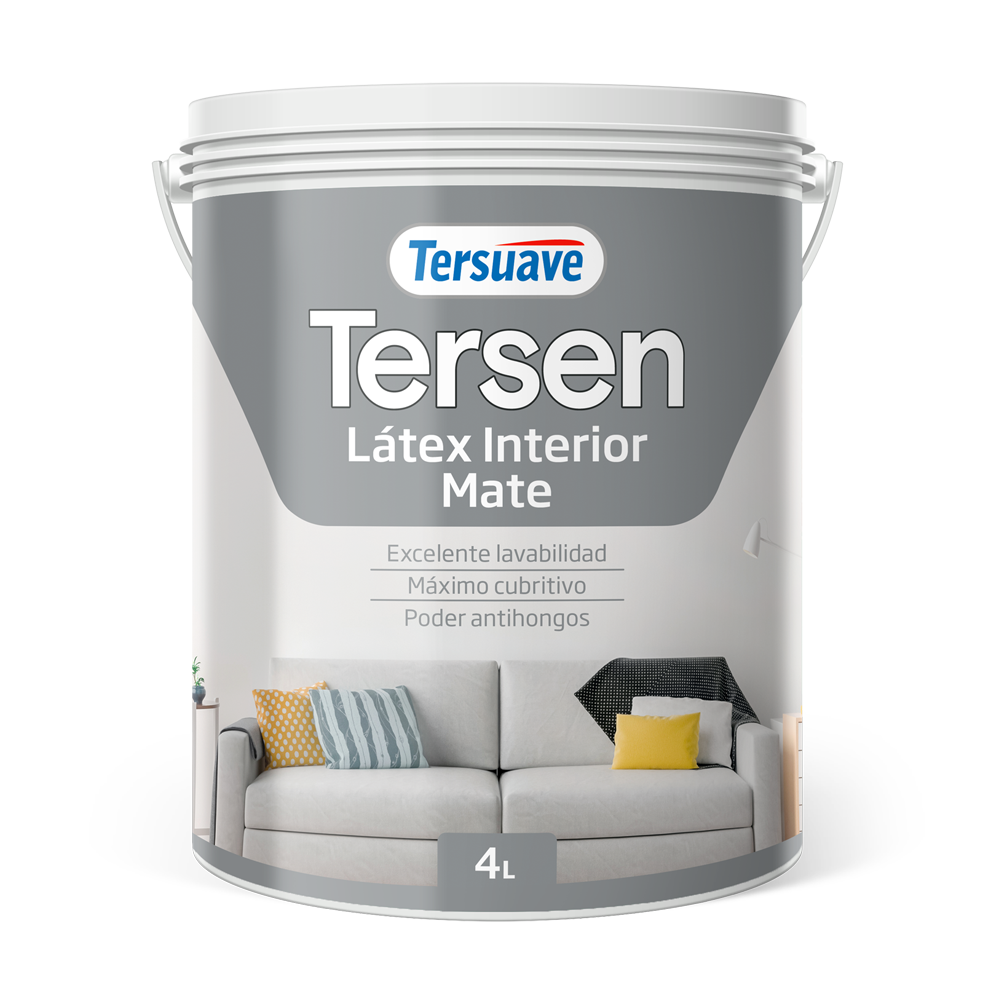 Tersuave
Tersen
Látex Interior
Mate
Excelente lavabilidad
Máximo cubritivo
Poder antihongos
4L